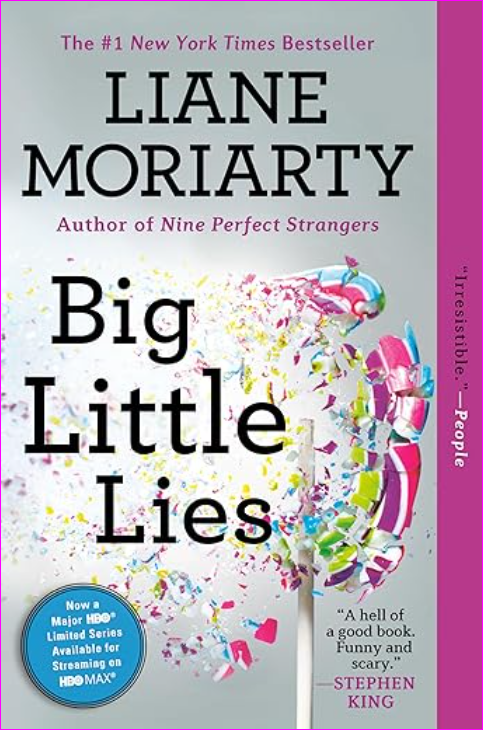 The #1 New York Times Bestseller
LIANE
MORIARTY
Author of Nine Perfect Strangers
Big
Little
Lies
"Irresistible."—People
Now a
Major HBO®
Limited Series
Available for
Streaming on
HBO MAX®
"A hell of
a good book.
Funny and
scary."
—STEPHEN
KING